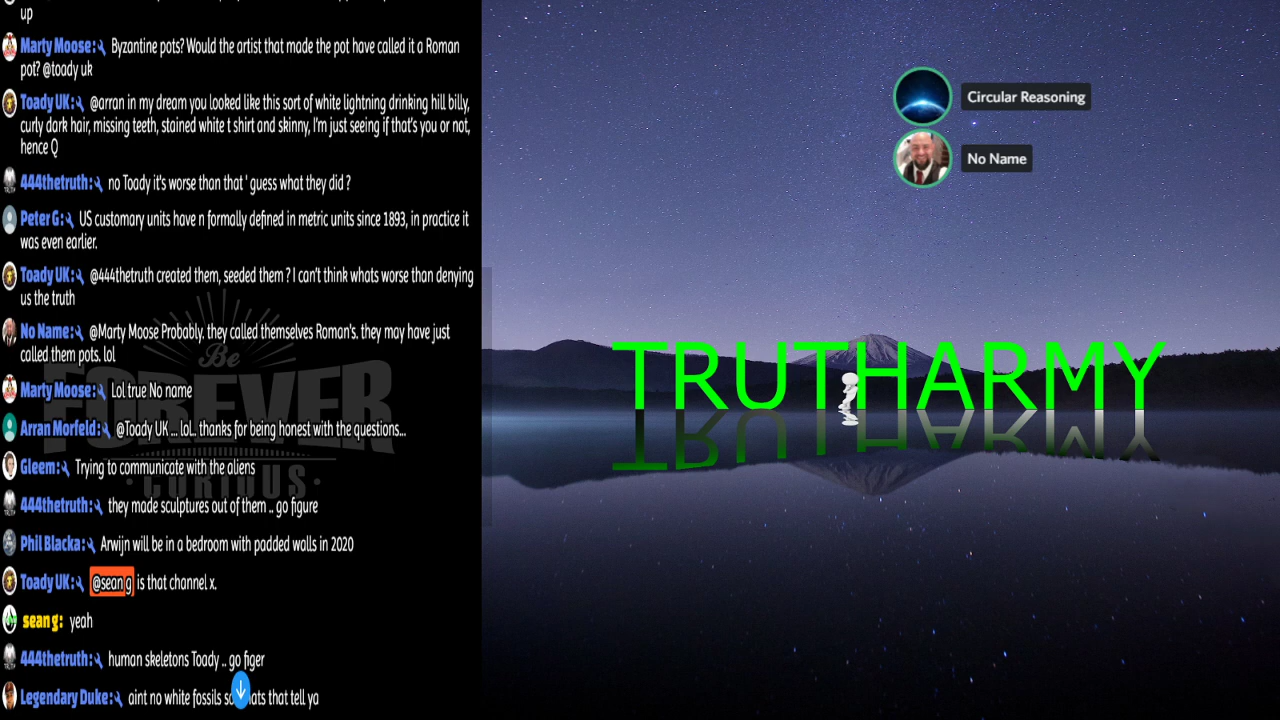 up
Marty Moose: Byzantine pots? Would the artist that made the pot have called it a Roman
pot? @toady uk
Toady UK: @arran in my dream you looked like this sort of white lightning drinking hill billy,
curly dark hair, missing teeth, stained white t shirt and skinny, I'm just seeing if that's you or not,
hence Q
444thetruth: no Toady it's worse than that ' guess what they did ?
Peter G: US customary units have n formally defined in metric units since 1893, in practice it
was even earlier.
Toady UK: @444thetruth created them, seeded them ? I can't think whats worse than denying
us the truth
No Name: @Marty Moose Probably. they called themselves Roman's. they may have just
called them pots. lol
Marty Moose: Lol true No name
Arran Morfeld: @Toady UK ... lol.. thanks for being honest with the questions...
Gleem: Trying to communicate with the aliens
444thetruth: they made sculptures out of them .. go figure
Phil Blacka: Arwijn will be in a bedroom with padded walls in 2020
Toady UK: @sean g is that channel x.
sean g: yeah
444thetruth: human skeletons Toady .. go figer
Legendary Duke: aint no white fossils that tell ya
Be
FOREVER
CURIOUS
Circular Reasoning
No Name
TRUTHARMY